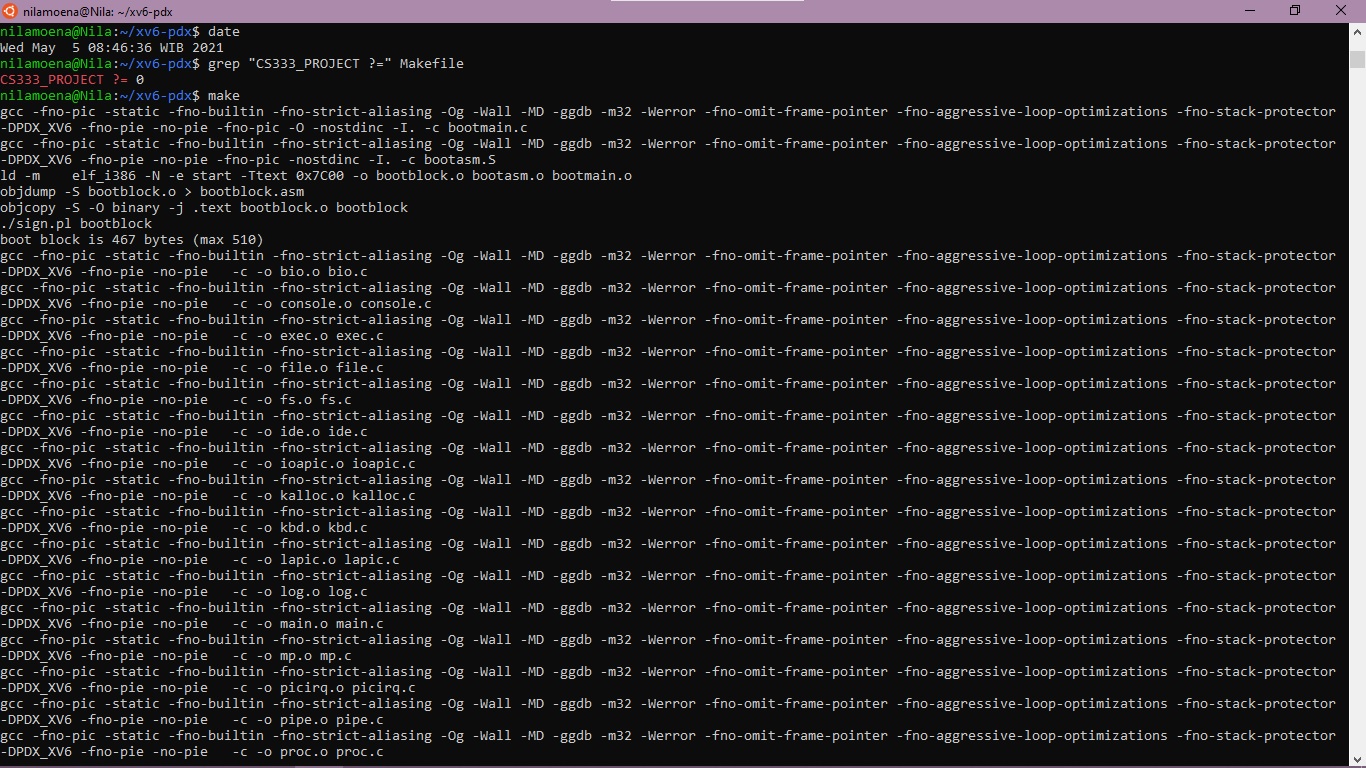 nilamoena@Nila: ~/xv6-pdx
nilamoena@Nila:~/xv6-pdx$ date
Wed May  5 08:46:36 WIB 2021
nilamoena@Nila:~/xv6-pdx$ grep "CS333_PROJECT ?=" Makefile
CS333_PROJECT ?= 0
nilamoena@Nila:~/xv6-pdx$ make
gcc -fno-pic -static -fno-builtin -fno-strict-aliasing -Og -Wall -MD -ggdb -m32 -Werror -fno-omit-frame-pointer -fno-aggressive-loop-optimizations -fno-stack-protector
-DPDX_XV6 -fno-pie -no-pie -fno-pic -O -nostdinc -I. -c bootmain.c
gcc -fno-pic -static -fno-builtin -fno-strict-aliasing -Og -Wall -MD -ggdb -m32 -Werror -fno-omit-frame-pointer -fno-aggressive-loop-optimizations -fno-stack-protector
-DPDX_XV6 -fno-pie -no-pie -fno-pic -nostdinc -I. -c bootasm.S
ld -m    elf_i386 -N -e start -Ttext 0x7C00 -o bootblock.o bootasm.o bootmain.o
objdump -S bootblock.o > bootblock.asm
objcopy -S -O binary -j .text bootblock.o bootblock
./sign.pl bootblock
boot block is 467 bytes (max 510)
gcc -fno-pic -static -fno-builtin -fno-strict-aliasing -Og -Wall -MD -ggdb -m32 -Werror -fno-omit-frame-pointer -fno-aggressive-loop-optimizations -fno-stack-protector
-DPDX_XV6 -fno-pie -no-pie   -c -o bio.o bio.c
gcc -fno-pic -static -fno-builtin -fno-strict-aliasing -Og -Wall -MD -ggdb -m32 -Werror -fno-omit-frame-pointer -fno-aggressive-loop-optimizations -fno-stack-protector
-DPDX_XV6 -fno-pie -no-pie   -c -o console.o console.c
gcc -fno-pic -static -fno-builtin -fno-strict-aliasing -Og -Wall -MD -ggdb -m32 -Werror -fno-omit-frame-pointer -fno-aggressive-loop-optimizations -fno-stack-protector
-DPDX_XV6 -fno-pie -no-pie   -c -o exec.o exec.c
gcc -fno-pic -static -fno-builtin -fno-strict-aliasing -Og -Wall -MD -ggdb -m32 -Werror -fno-omit-frame-pointer -fno-aggressive-loop-optimizations -fno-stack-protector
-DPDX_XV6 -fno-pie -no-pie   -c -o file.o file.c
gcc -fno-pic -static -fno-builtin -fno-strict-aliasing -Og -Wall -MD -ggdb -m32 -Werror -fno-omit-frame-pointer -fno-aggressive-loop-optimizations -fno-stack-protector
-DPDX_XV6 -fno-pie -no-pie   -c -o fs.o fs.c
gcc -fno-pic -static -fno-builtin -fno-strict-aliasing -Og -Wall -MD -ggdb -m32 -Werror -fno-omit-frame-pointer -fno-aggressive-loop-optimizations -fno-stack-protector
-DPDX_XV6 -fno-pie -no-pie   -c -o ide.o ide.c
gcc -fno-pic -static -fno-builtin -fno-strict-aliasing -Og -Wall -MD -ggdb -m32 -Werror -fno-omit-frame-pointer -fno-aggressive-loop-optimizations -fno-stack-protector
-DPDX_XV6 -fno-pie -no-pie   -c -o ioapic.o ioapic.c
gcc -fno-pic -static -fno-builtin -fno-strict-aliasing -Og -Wall -MD -ggdb -m32 -Werror -fno-omit-frame-pointer -fno-aggressive-loop-optimizations -fno-stack-protector
-DPDX_XV6 -fno-pie -no-pie   -c -o kalloc.o kalloc.c
gcc -fno-pic -static -fno-builtin -fno-strict-aliasing -Og -Wall -MD -ggdb -m32 -Werror -fno-omit-frame-pointer -fno-aggressive-loop-optimizations -fno-stack-protector
-DPDX_XV6 -fno-pie -no-pie   -c -o kbd.o kbd.c
gcc -fno-pic -static -fno-builtin -fno-strict-aliasing -Og -Wall -MD -ggdb -m32 -Werror -fno-omit-frame-pointer -fno-aggressive-loop-optimizations -fno-stack-protector
-DPDX_XV6 -fno-pie -no-pie   -c -o lapic.o lapic.c
gcc -fno-pic -static -fno-builtin -fno-strict-aliasing -Og -Wall -MD -ggdb -m32 -Werror -fno-omit-frame-pointer -fno-aggressive-loop-optimizations -fno-stack-protector
-DPDX_XV6 -fno-pie -no-pie   -c -o log.o log.c
gcc -fno-pic -static -fno-builtin -fno-strict-aliasing -Og -Wall -MD -ggdb -m32 -Werror -fno-omit-frame-pointer -fno-aggressive-loop-optimizations -fno-stack-protector
-DPDX_XV6 -fno-pie -no-pie   -c -o main.o main.c
gcc -fno-pic -static -fno-builtin -fno-strict-aliasing -Og -Wall -MD -ggdb -m32 -Werror -fno-omit-frame-pointer -fno-aggressive-loop-optimizations -fno-stack-protector
-DPDX_XV6 -fno-pie -no-pie   -c -o mp.o mp.c
gcc -fno-pic -static -fno-builtin -fno-strict-aliasing -Og -Wall -MD -ggdb -m32 -Werror -fno-omit-frame-pointer -fno-aggressive-loop-optimizations -fno-stack-protector
-DPDX_XV6 -fno-pie -no-pie   -c -o picirq.o picirq.c
gcc -fno-pic -static -fno-builtin -fno-strict-aliasing -Og -Wall -MD -ggdb -m32 -Werror -fno-omit-frame-pointer -fno-aggressive-loop-optimizations -fno-stack-protector
-DPDX_XV6 -fno-pie -no-pie   -c -o pipe.o pipe.c
gcc -fno-pic -static -fno-builtin -fno-strict-aliasing -Og -Wall -MD -ggdb -m32 -Werror -fno-omit-frame-pointer -fno-aggressive-loop-optimizations -fno-stack-protector
-DPDX_XV6 -fno-pie -no-pie   -c -o proc.o proc.c